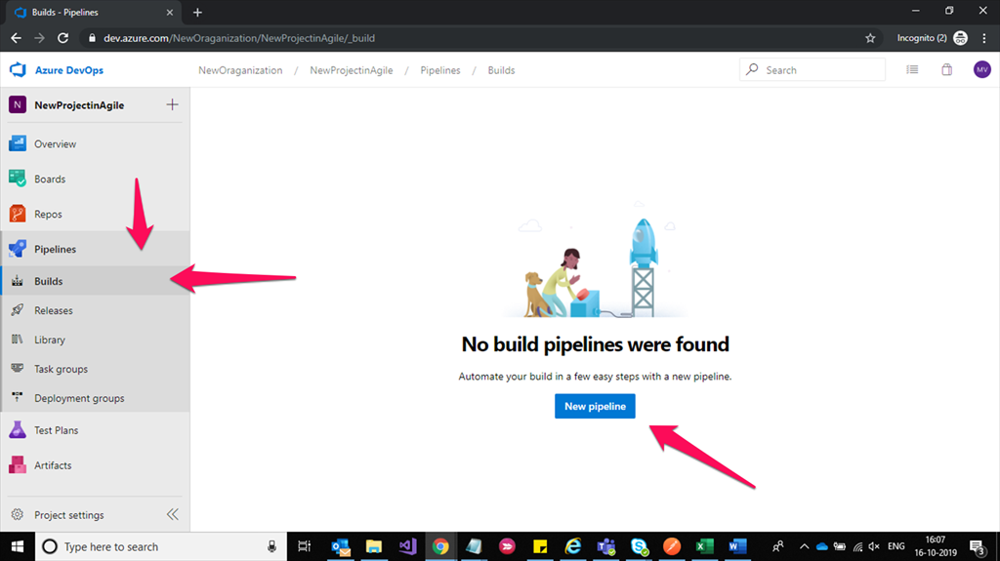 Builds - Pipelines
dev.azure.com/NewOraganization/NewProjectinAgile/_build
Incognito (2)
Azure DevOps
NewOraganization / NewProjectinAgile / Pipelines / Builds
Search
MV
N NewProjectinAgile
Overview
Boards
Repos
Pipelines
Builds
Releases
Library
Task groups
Deployment groups
Test Plans
Artifacts
Project settings
No build pipelines were found
Automate your build in a few easy steps with a new pipeline.
New pipeline
Type here to search
ENG
16:07
16-10-2019
3